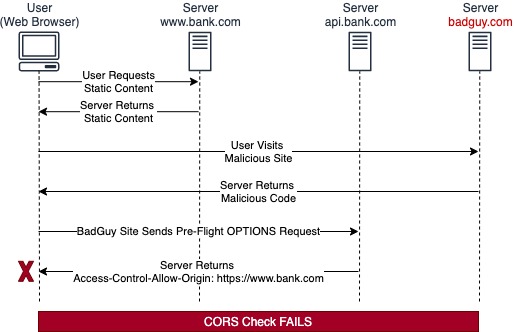 User
(Web Browser)
Server
www.bank.com
Server
api.bank.com
Server
badguy.com
User Requests
Static Content
Server Returns
Static Content
User Visits
Malicious Site
Server Returns
Malicious Code
BadGuy Site Sends Pre-Flight OPTIONS Request
Server Returns
Access-Control-Allow-Origin: https://www.bank.com
CORS Check FAILS